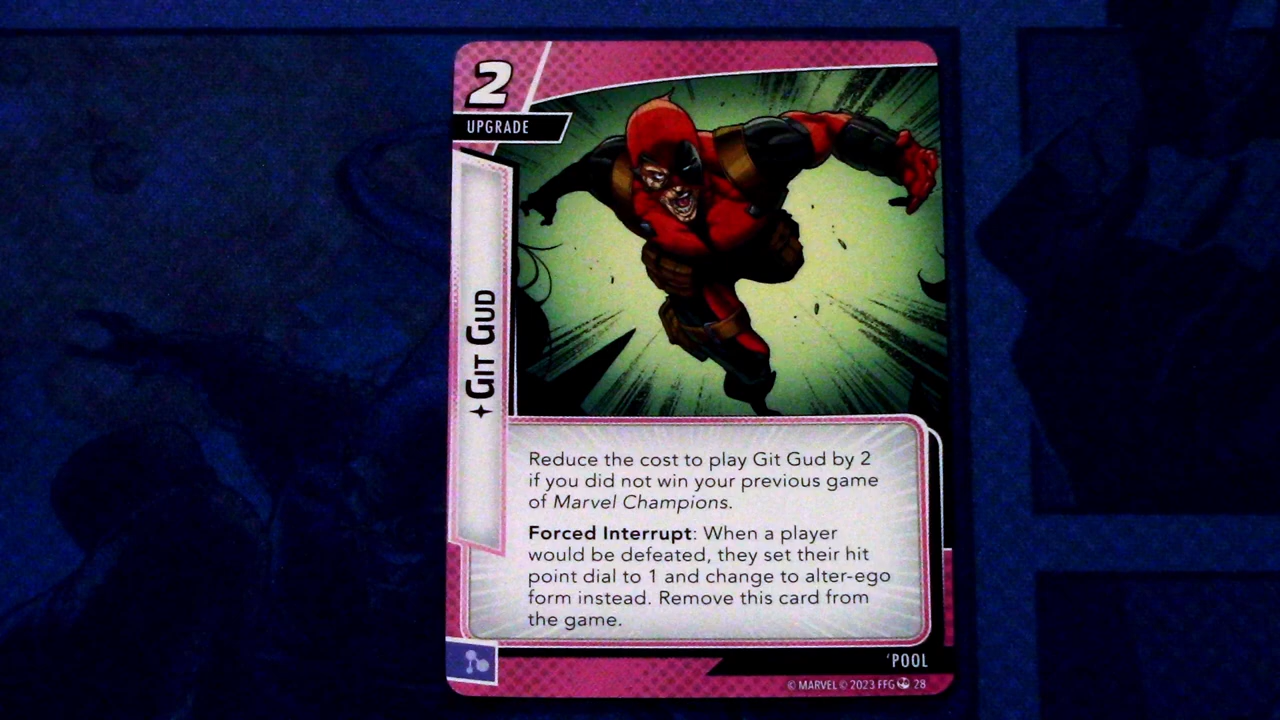 2
UPGRADE
GIT GUD
Reduce the cost to play Git Gud by 2
if you did not win your previous game
of Marvel Champions.
Forced Interrupt: When a player
would be defeated, they set their hit
point dial to 1 and change to alter-ego
form instead. Remove this card from
the game.
'POOL
© MARVEL © 2023 FFG 28